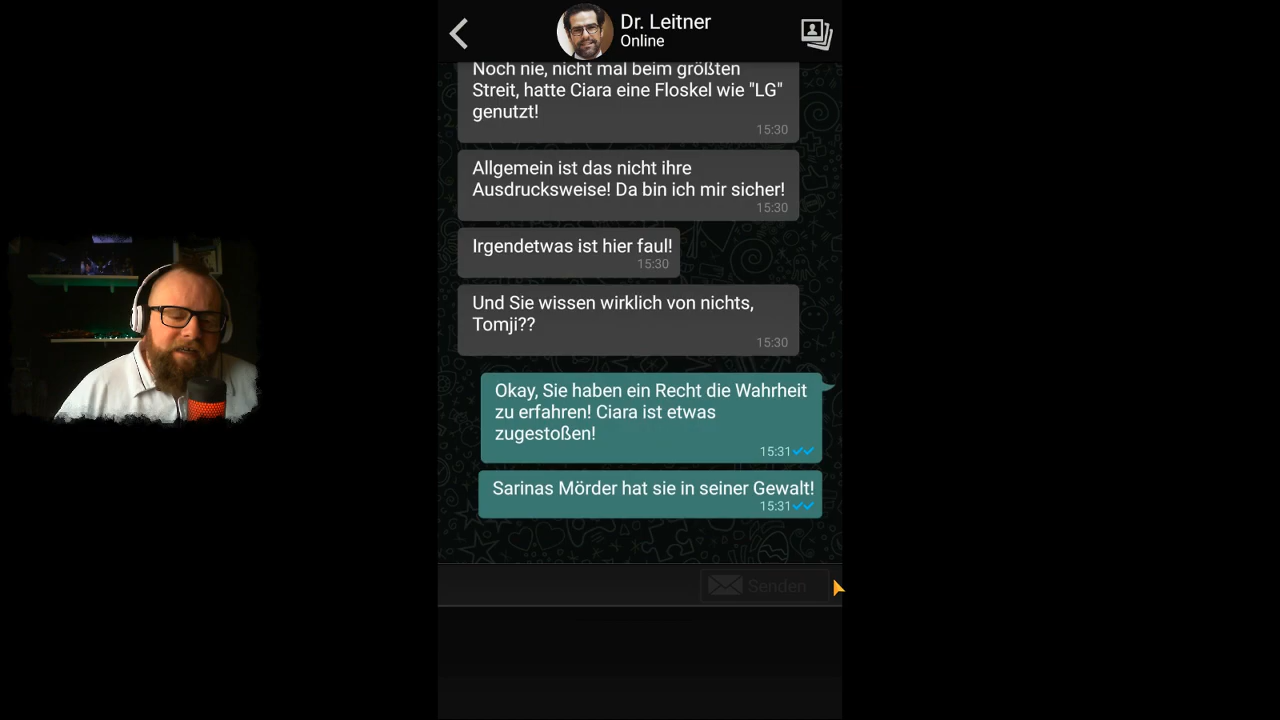 Dr. Leitner
Online
Noch nie, nicht mal beim größten
Streit, hatte Ciara eine Floskel wie "LG"
genutzt!
15:30
Allgemein ist das nicht ihre
Ausdrucksweise! Da bin ich mir sicher!
15:30
Irgendetwas ist hier faul!
15:30
Und Sie wissen wirklich von nichts,
Tomji??
15:30
Okay, Sie haben ein Recht die Wahrheit
zu erfahren! Ciara ist etwas
zugestoßen!
15:31
Sarinas Mörder hat sie in seiner Gewalt!
15:31
Senden